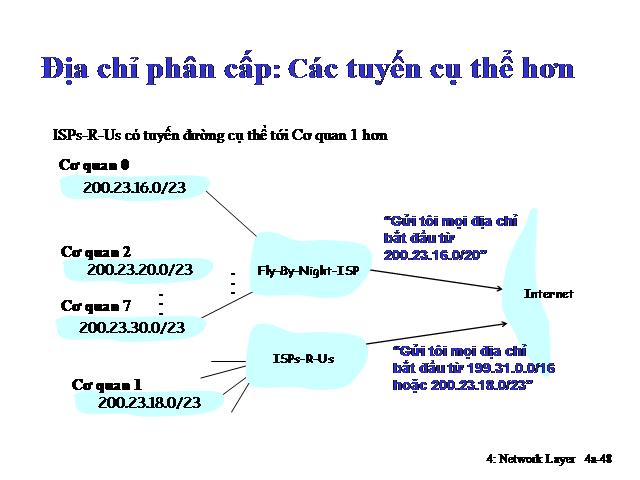 Địa chỉ phân cấp: Các tuyến cụ thể hơn
ISPs-R-Us có tuyến đường cụ thể tới Cơ quan 1 hơn
Cơ quan 0
200.23.16.0/23
Cơ quan 2
200.23.20.0/23
Cơ quan 7
200.23.30.0/23
Cơ quan 1
200.23.18.0/23
Fly-By-Night-ISP
ISPs-R-Us
“Gửi tôi mọi địa chỉ
bắt đầu từ
200.23.16.0/20”
Internet
“Gửi tôi mọi địa chỉ
bắt đầu từ 199.31.0.0/16
hoặc 200.23.18.0/23”
4: Network Layer 4a-48